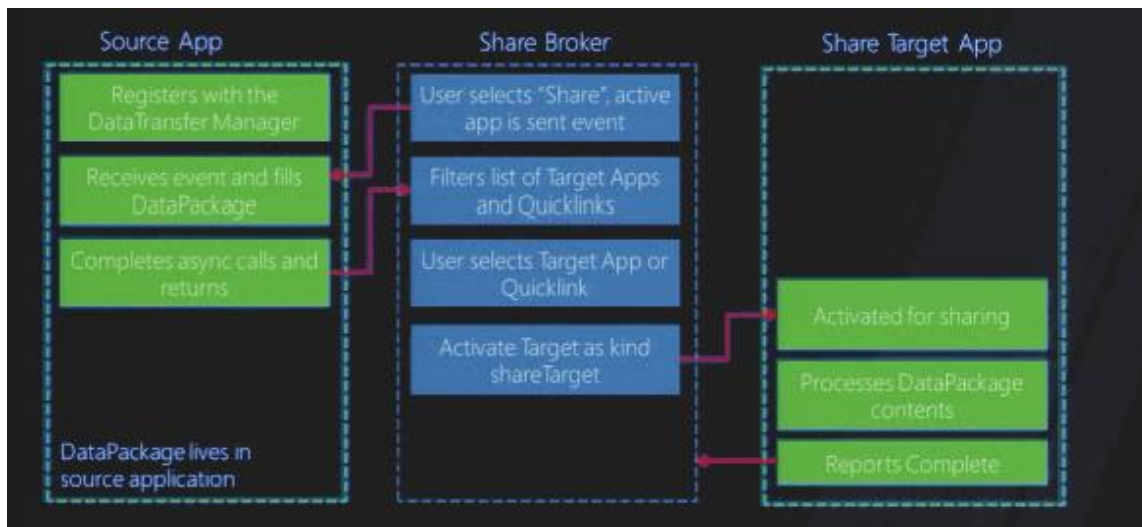 Source App
Registers with the
DataTransfer Manager
Receives event and fills
DataPackage
Completes async calls and
returns
DataPackage lives in
source application
Share Broker
User selects "Share", active
app is sent event
Filters list of Target Apps
and Quicklinks
User selects Target App or
Quicklink
Activate Target as kind
shareTarget
Share Target App
Activated for sharing
Processes DataPackage
contents
Reports Complete